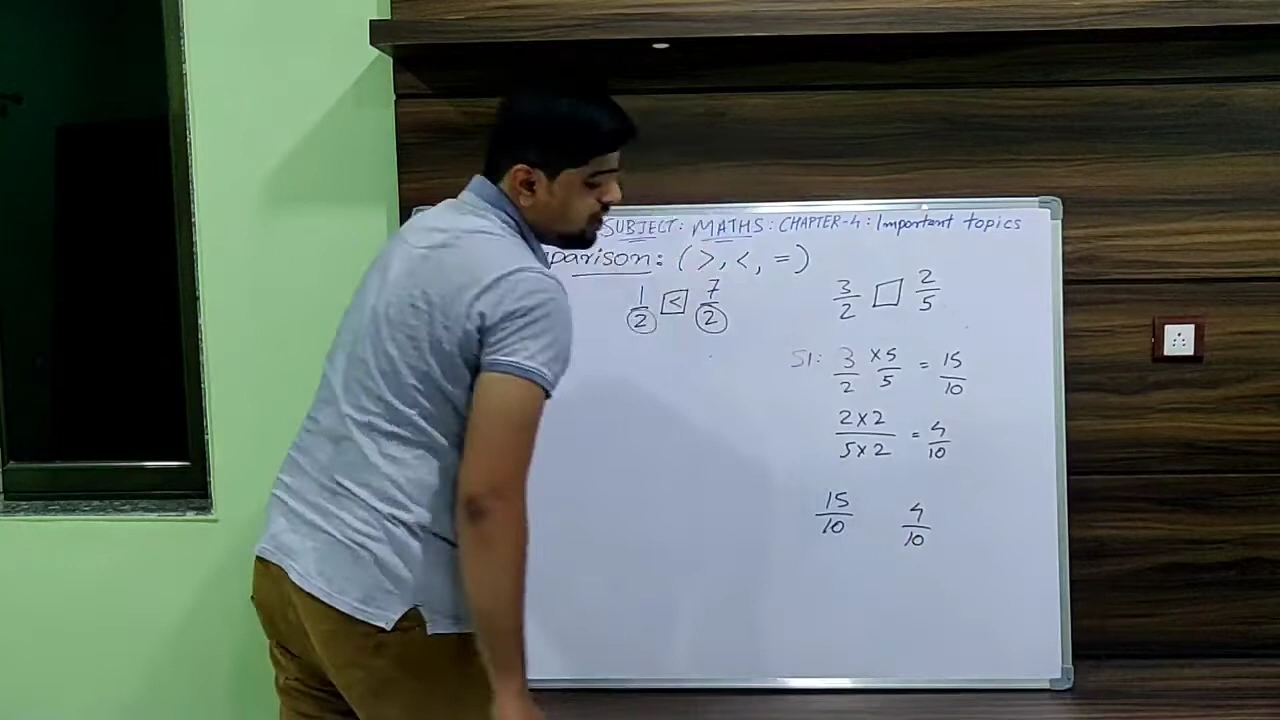 SUBJECT: MATHS: CHAPTER-4: Important topics
parison: (>, <, =)
1/2 < 7/2
3/2 □ 2/5
S1: 3/2 ×5/5 = 15/10
2×2/5×2 = 4/10
15/10 4/10